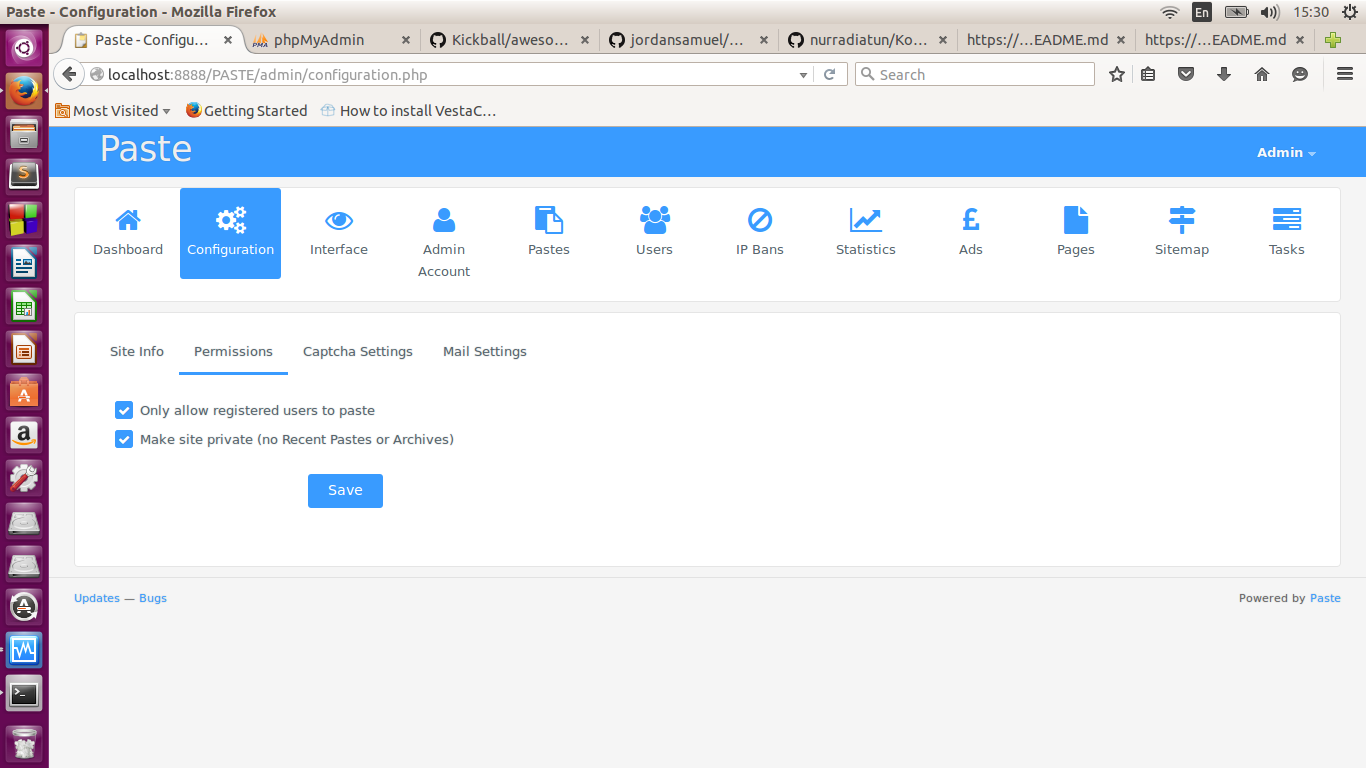 Paste - Configuration - Mozilla Firefox
En
15:30
Paste - Configu...
phpMyAdmin
Kickball/aweso...
jordansamuel/...
nurradiatun/Ko...
https://...EADME.md
https://...EADME.md
localhost:8888/PASTE/admin/configuration.php
Search
Most Visited
Getting Started
How to install VestaC...
Paste
Admin
Dashboard
Configuration
Interface
Admin
Account
Pastes
Users
IP Bans
Statistics
Ads
Pages
Sitemap
Tasks
Site Info
Permissions
Captcha Settings
Mail Settings
Only allow registered users to paste
Make site private (no Recent Pastes or Archives)
Save
Updates — Bugs
Powered by Paste